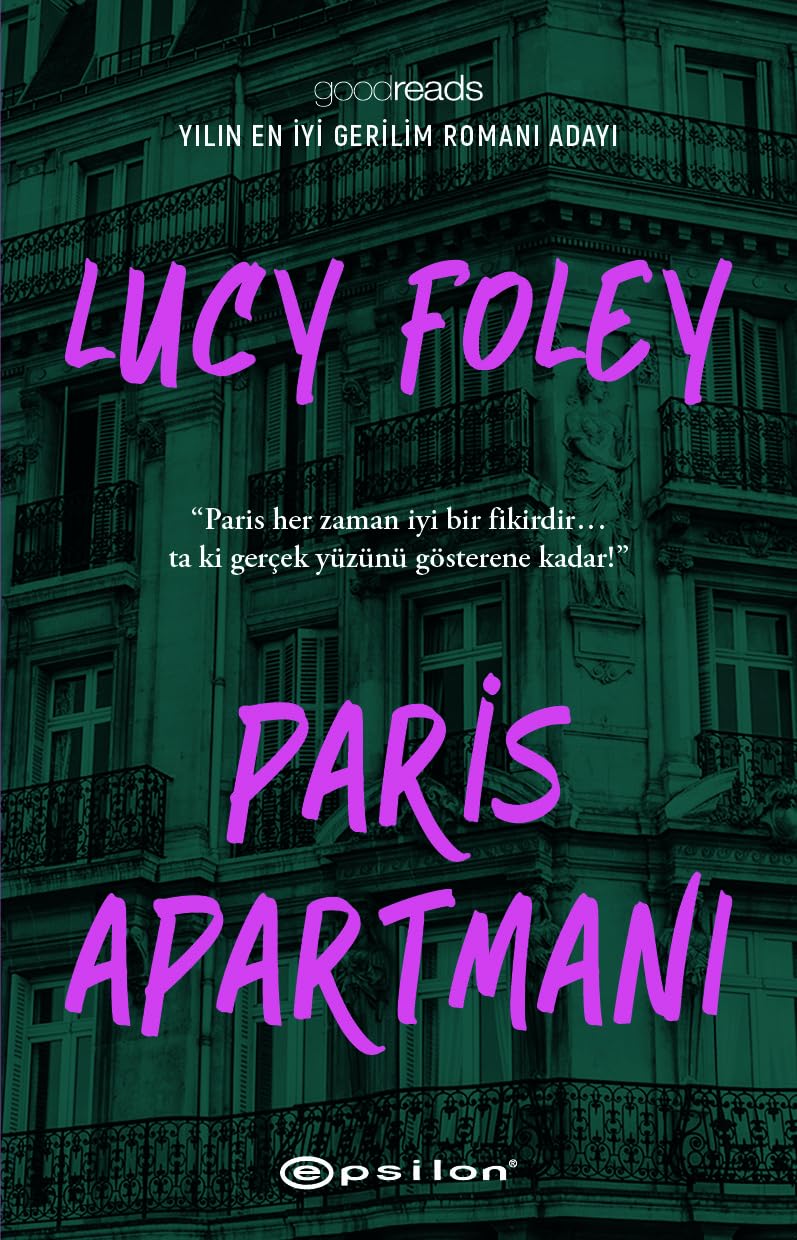 goodreads
YILIN EN İYİ GERİLİM ROMANI ADAYI
LUCY FOLEY
“Paris her zaman iyi bir fikirdir…
ta ki gerçek yüzünü gösterene kadar!”
PARİS
APARTMANI
epsilon®